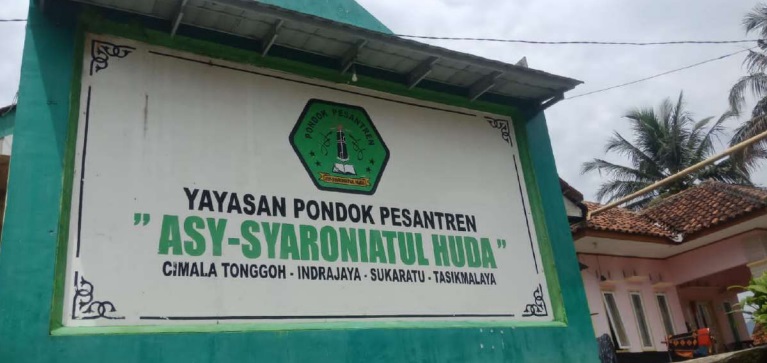 PONDOK PESANTREN
YAYASAN PONDOK PESANTREN
" ASY-SYARONIATUL HUDA "
CIMALA TONGGOH - INDRAJAYA - SUKARATU - TASIKMALAYA